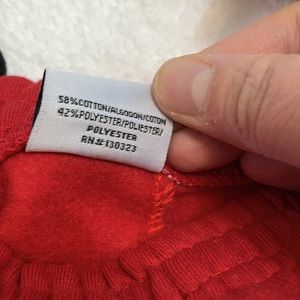 58%COTTON/ALGODON/COTON
42%POLYESTER/POLIESTER/
POLYESTER
RN#130323